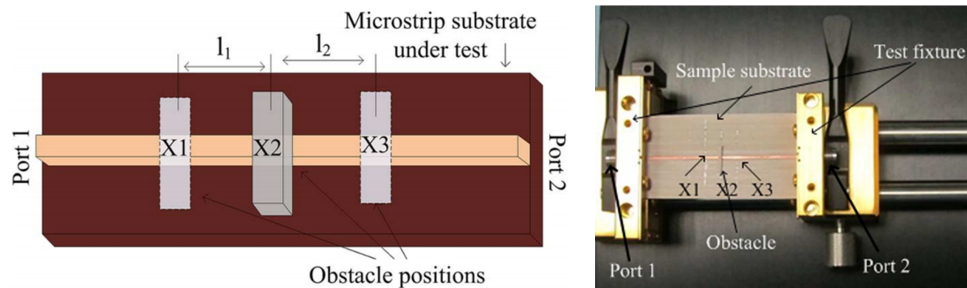 l₁
l₂
Microstrip substrate
under test
Port 1
X1
X2
X3
Port 2
Obstacle positions
Sample substrate
Test fixture
X1
X2
X3
Obstacle
Port 1
Port 2